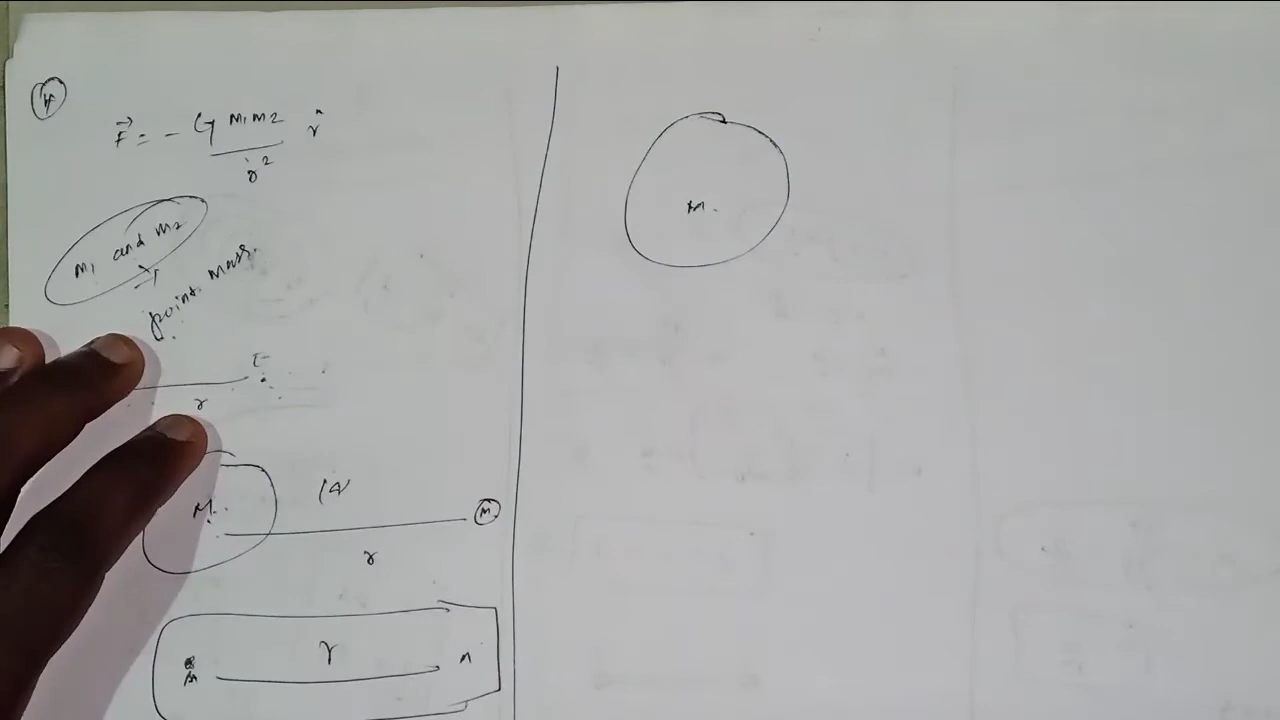 F⃗ = - G m₁m₂ / r² r̂
m₁ and m₂
point mass.
r
M.
m
r
r
m
M.